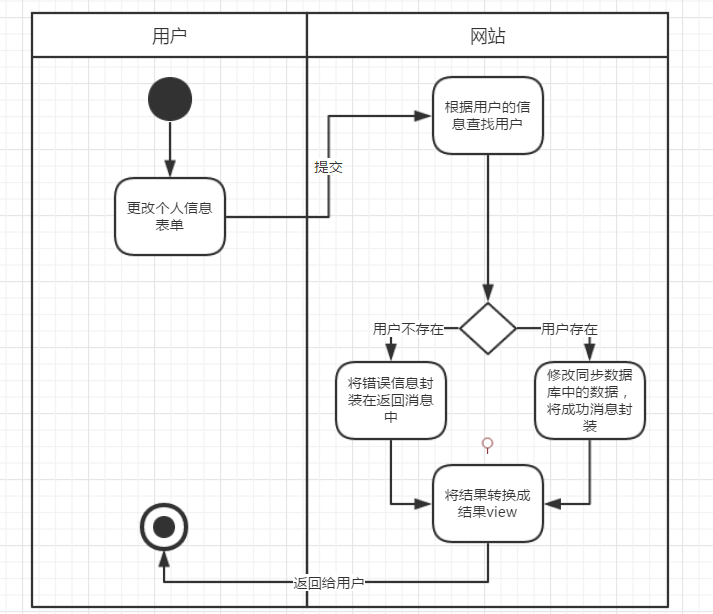 用户
网站
根据用户的信
息查找用户
提交
更改个人信息
表单
用户不存在
用户存在
将错误信息封
装在返回消息
中
修改同步数据
库中的数据，
将成功消息封
装
将结果转换成
结果view
返回给用户